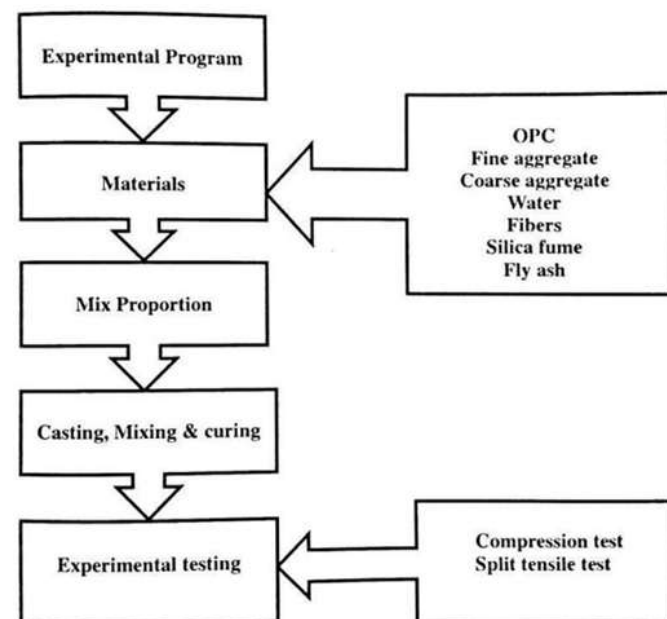 Experimental Program
Materials
OPC
Fine aggregate
Coarse aggregate
Water
Fibers
Silica fume
Fly ash
Mix Proportion
Casting, Mixing & curing
Experimental testing
Compression test
Split tensile test